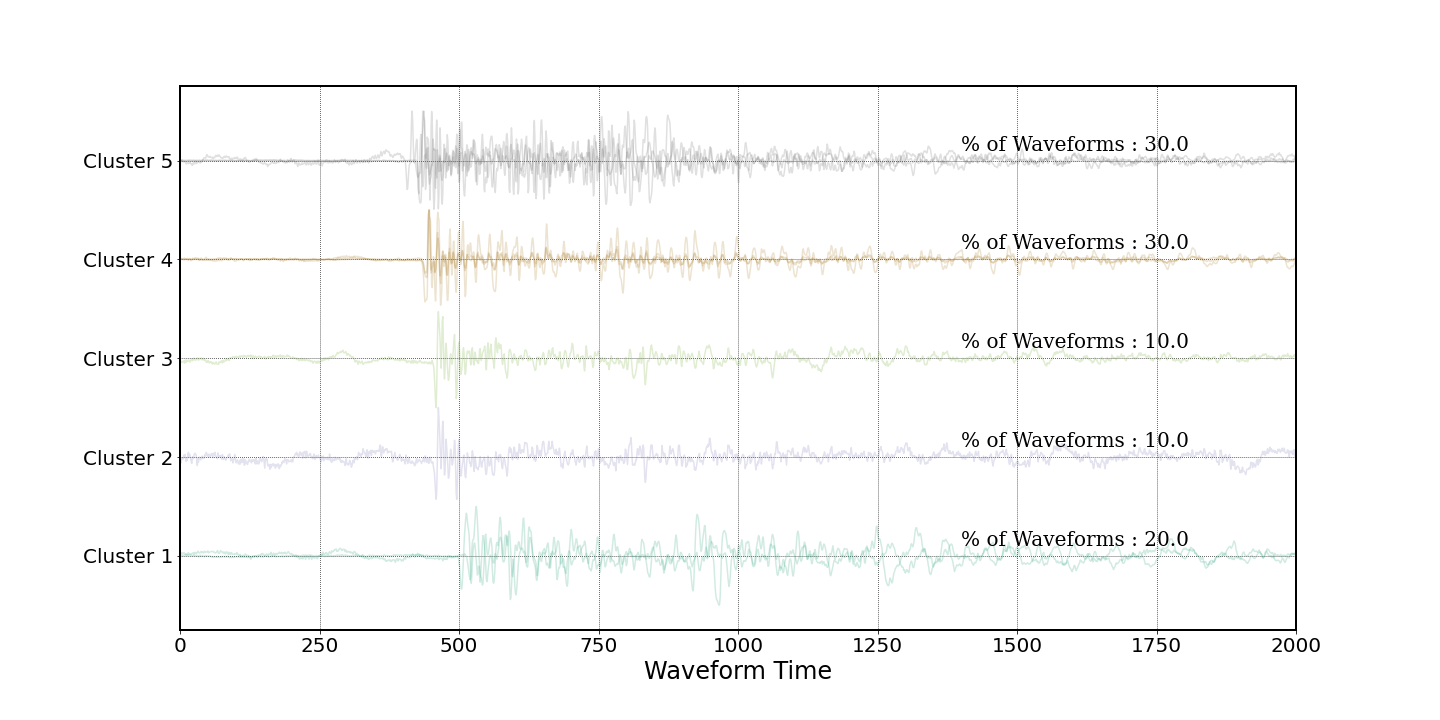 Cluster 5
% of Waveforms : 30.0
Cluster 4
% of Waveforms : 30.0
Cluster 3
% of Waveforms : 10.0
Cluster 2
% of Waveforms : 10.0
Cluster 1
% of Waveforms : 20.0
0 250 500 750 1000 1250 1500 1750 2000
Waveform Time